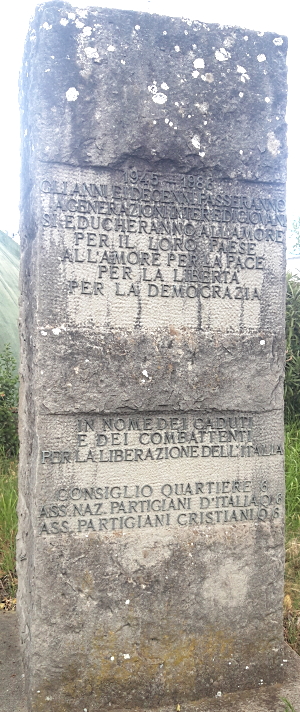 1945 - 1985
GLI ANNI E I DECENNI PASSERANNO
LA GENERAZIONI INTERE DI GIOVANI
SI EDUCHERANNO ALL'AMORE
PER IL LORO PAESE
ALL'AMORE PER LA PACE
PER LA LIBERTA
PER LA DEMOCRAZIA
IN NOME DEI CADUTI
E DEI COMBATTENTI
PER LA LIBERAZIONE DELL'ITALIA
CONSIGLIO QUARTIERE 6
ASS. NAZ. PARTIGIANI D'ITALIA Q. 6
ASS. PARTIGIANI CRISTIANI Q. 6